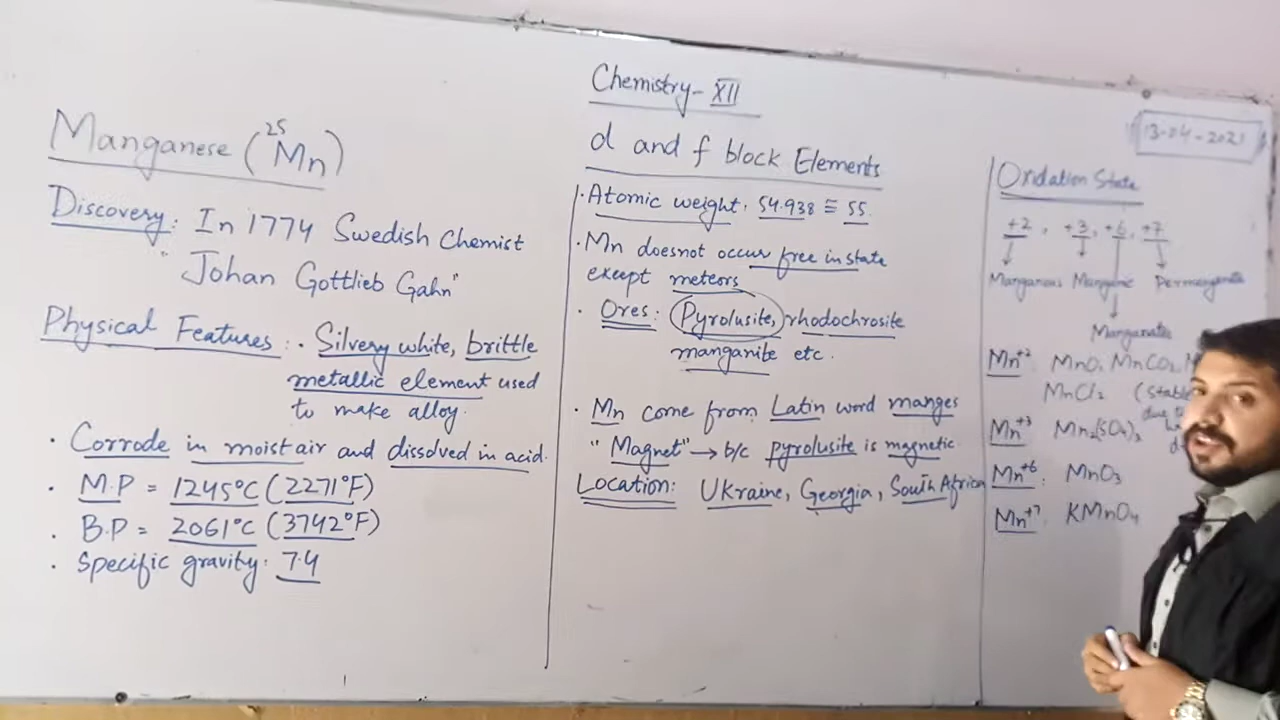 Chemistry-XII
d and f block Elements
13-04-2021
Manganese (²⁵Mn)
Discovery: In 1774 Swedish Chemist
"Johan Gottlieb Gahn"
Physical Features: · Silvery white, brittle
metallic element used
to make alloy.
· Corrode in moist air and dissolved in acid.
· M.P = 1245°C (2271°F)
· B.P = 2061°C (3742°F)
· Specific gravity: 7.4
· Atomic weight. 54.938 ≅ 55
· Mn doesnot occur free in state
except meteors
· Ores: Pyrolusite, rhodochrosite
manganite etc.
· Mn come from Latin word manges
"Magnet" → b/c pyrolusite is magnetic
Location: Ukraine, Georgia, South Africa
Oxidation State
+2, +3, +6, +7
Manganous Manganic Permanganate
Manganate
Mn⁺²: MnO, MnCO₃,
MnCl₂ (stable
due
Mn⁺³ Mn₂(SO₄)₃
Mn⁺⁶: MnO₃
Mn⁺⁷: KMnO₄